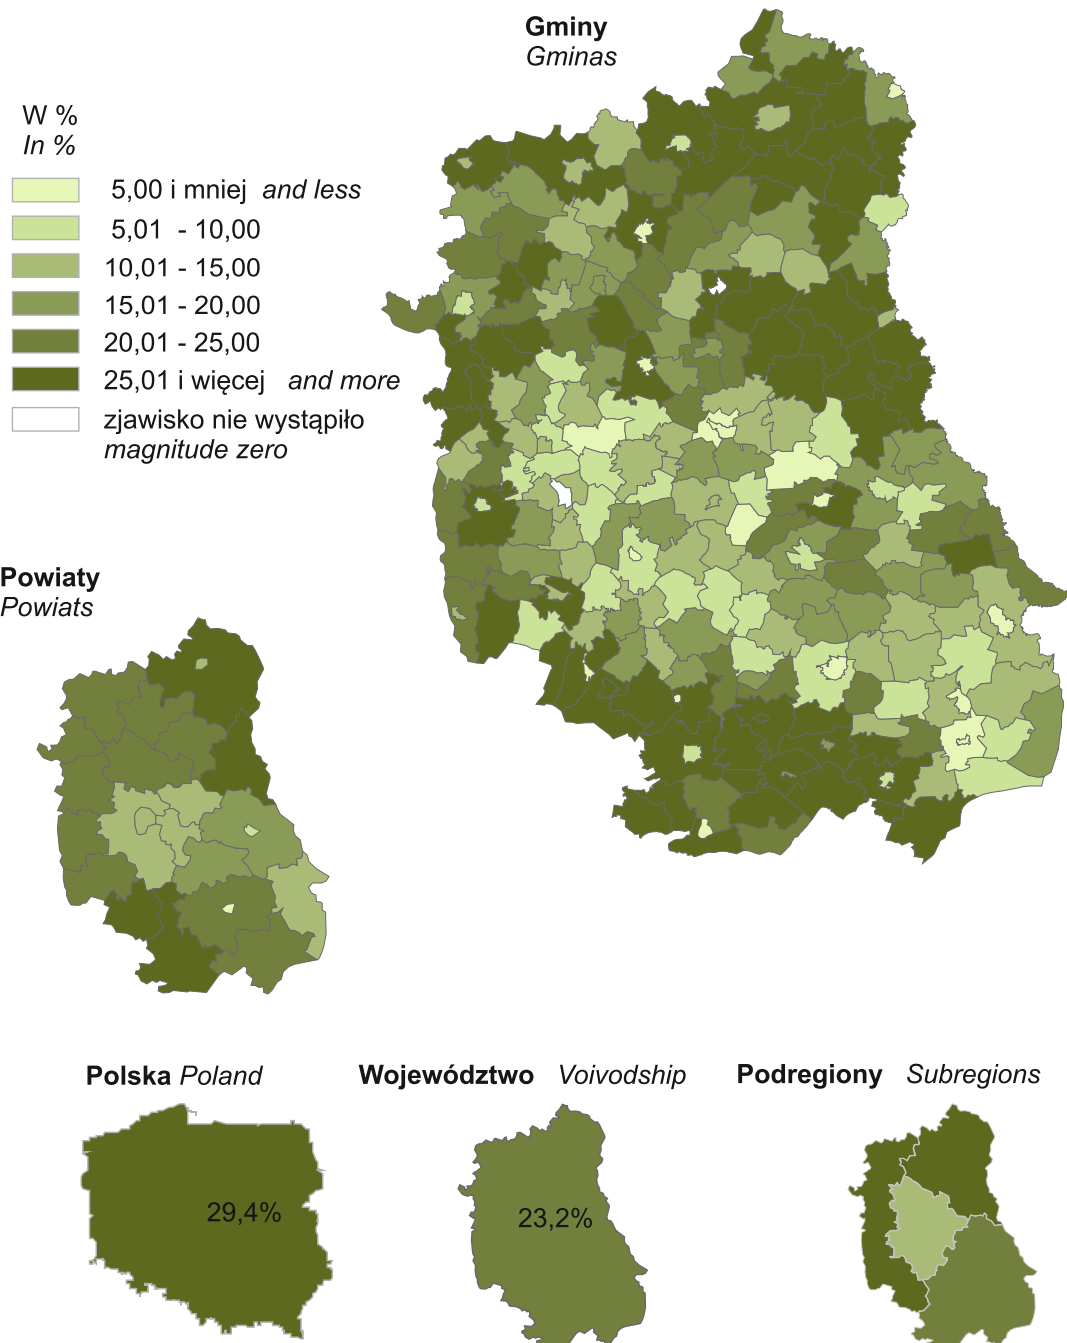 Gminy
Gminas
W %
In %
5,00 i mniej and less
5,01 - 10,00
10,01 - 15,00
15,01 - 20,00
20,01 - 25,00
25,01 i więcej and more
zjawisko nie wystąpiło
magnitude zero
Powiaty
Powiats
Polska Poland
Województwo Voivodship
Podregiony Subregions
29,4%
23,2%